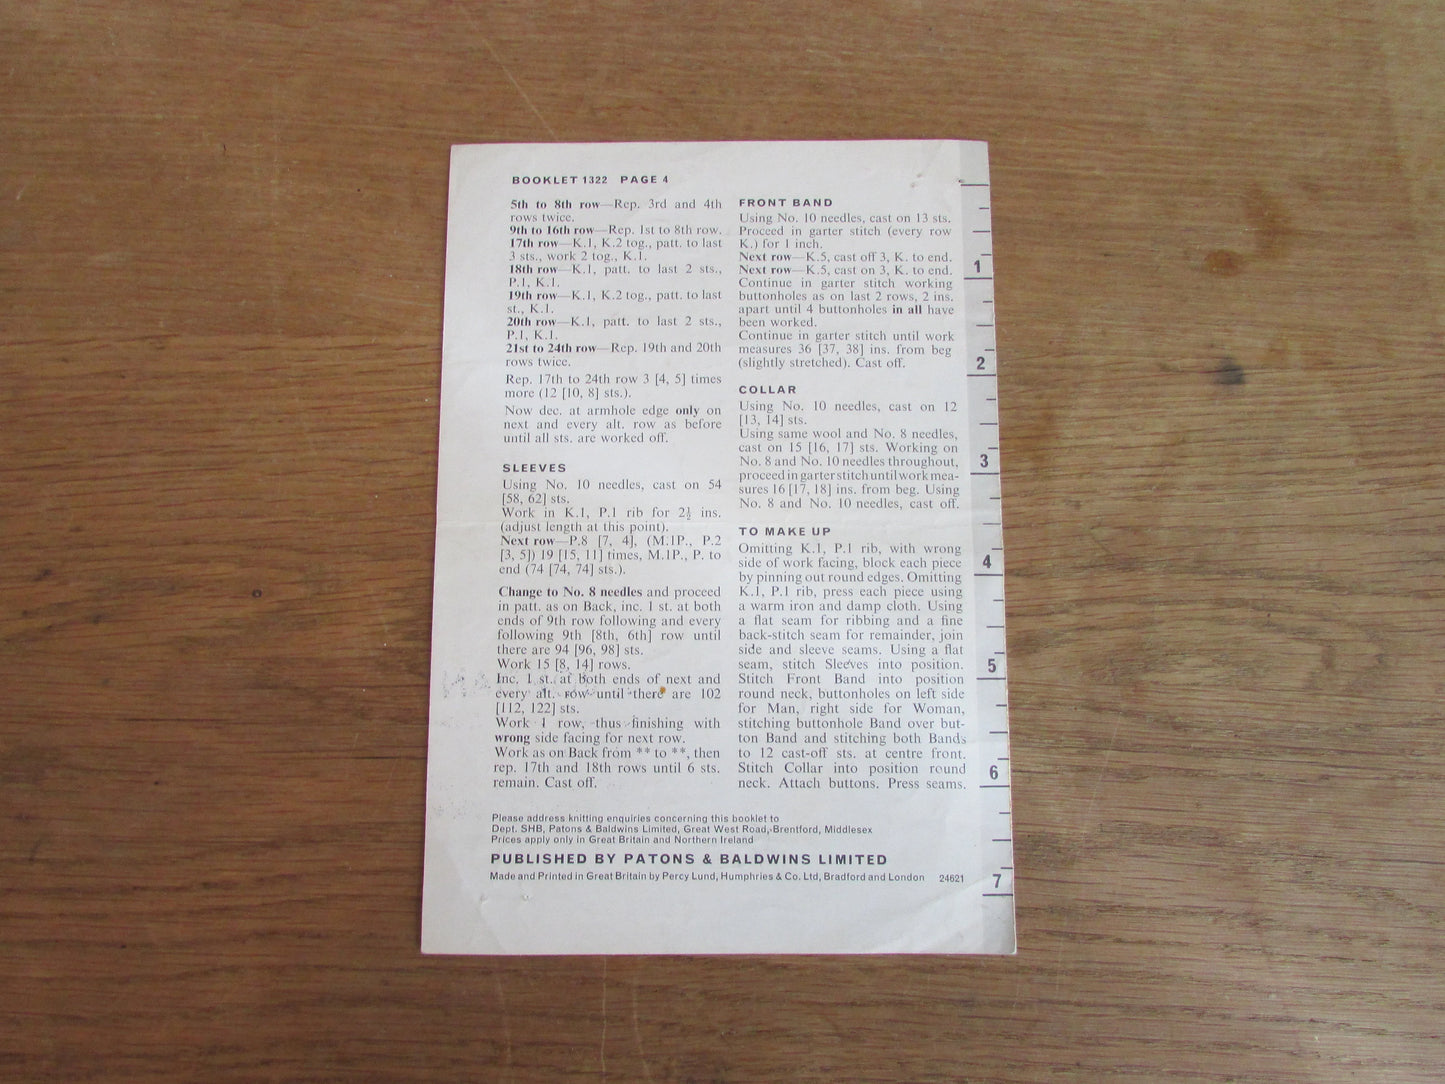 BOOKLET 1322 PAGE 4
5th to 8th row—Rep. 3rd and 4th
rows twice.
9th to 16th row—Rep. 1st to 8th row.
17th row—K.1, K.2 tog., patt. to last
3 sts., work 2 tog., K.1.
18th row—K.1, patt. to last 2 sts.,
P.1, K.1.
19th row—K.1, K.2 tog., patt. to last
st., K.1.
20th row—K.1, patt. to last 2 sts.,
P.1, K.1.
21st to 24th row—Rep. 19th and 20th
rows twice.
Rep. 17th to 24th row 3 [4, 5] times
more (12 [10, 8] sts.).
Now dec. at armhole edge only on
next and every alt. row as before
until all sts. are worked off.
SLEEVES
Using No. 10 needles, cast on 54
[58, 62] sts.
Work in K.1, P.1 rib for 2½ ins.
(adjust length at this point).
Next row—P.8 [7, 4], (M.1P., P.2
[3, 5]) 19 [15, 11] times, M.1P., P. to
end (74 [74, 74] sts.).
Change to No. 8 needles and proceed
in patt. as on Back, inc. 1 st. at both
ends of 9th row following and every
following 9th [8th, 6th] row until
there are 94 [96, 98] sts.
Work 15 [8, 14] rows.
Inc. 1 st. at both ends of next and
every alt. row until there are 102
[112, 122] sts.
Work 1 row, thus finishing with
wrong side facing for next row.
Work as on Back from ** to **, then
rep. 17th and 18th rows until 6 sts.
remain. Cast off.
FRONT BAND
Using No. 10 needles, cast on 13 sts.
Proceed in garter stitch (every row
K.) for 1 inch.
Next row—K.5, cast off 3, K. to end.
Next row—K.5, cast on 3, K. to end.
Continue in garter stitch working
buttonholes as on last 2 rows, 2 ins.
apart until 4 buttonholes in all have
been worked.
Continue in garter stitch until work
measures 36 [37, 38] ins. from beg
(slightly stretched). Cast off.
COLLAR
Using No. 10 needles, cast on 12
[13, 14] sts.
Using same wool and No. 8 needles,
cast on 15 [16, 17] sts. Working on
No. 8 and No. 10 needles throughout,
proceed in garter stitch until work mea-
sures 16 [17, 18] ins. from beg. Using
No. 8 and No. 10 needles, cast off.
TO MAKE UP
Omitting K.1, P.1 rib, with wrong
side of work facing, block each piece
by pinning out round edges. Omitting
K.1, P.1 rib, press each piece using
a warm iron and damp cloth. Using
a flat seam for ribbing and a fine
back-stitch seam for remainder, join
side and sleeve seams. Using a flat
seam, stitch Sleeves into position.
Stitch Front Band into position
round neck, buttonholes on left side
for Man, right side for Woman,
stitching buttonhole Band over but-
ton Band and stitching both Bands
to 12 cast-off sts. at centre front.
Stitch Collar into position round
neck. Attach buttons. Press seams.
Please address knitting enquiries concerning this booklet to
Dept. SHB, Patons & Baldwins Limited, Great West Road, Brentford, Middlesex
Prices apply only in Great Britain and Northern Ireland
PUBLISHED BY PATONS & BALDWINS LIMITED
Made and Printed in Great Britain by Percy Lund, Humphries & Co. Ltd, Bradford and London 24621
1
2
3
4
5
6
7